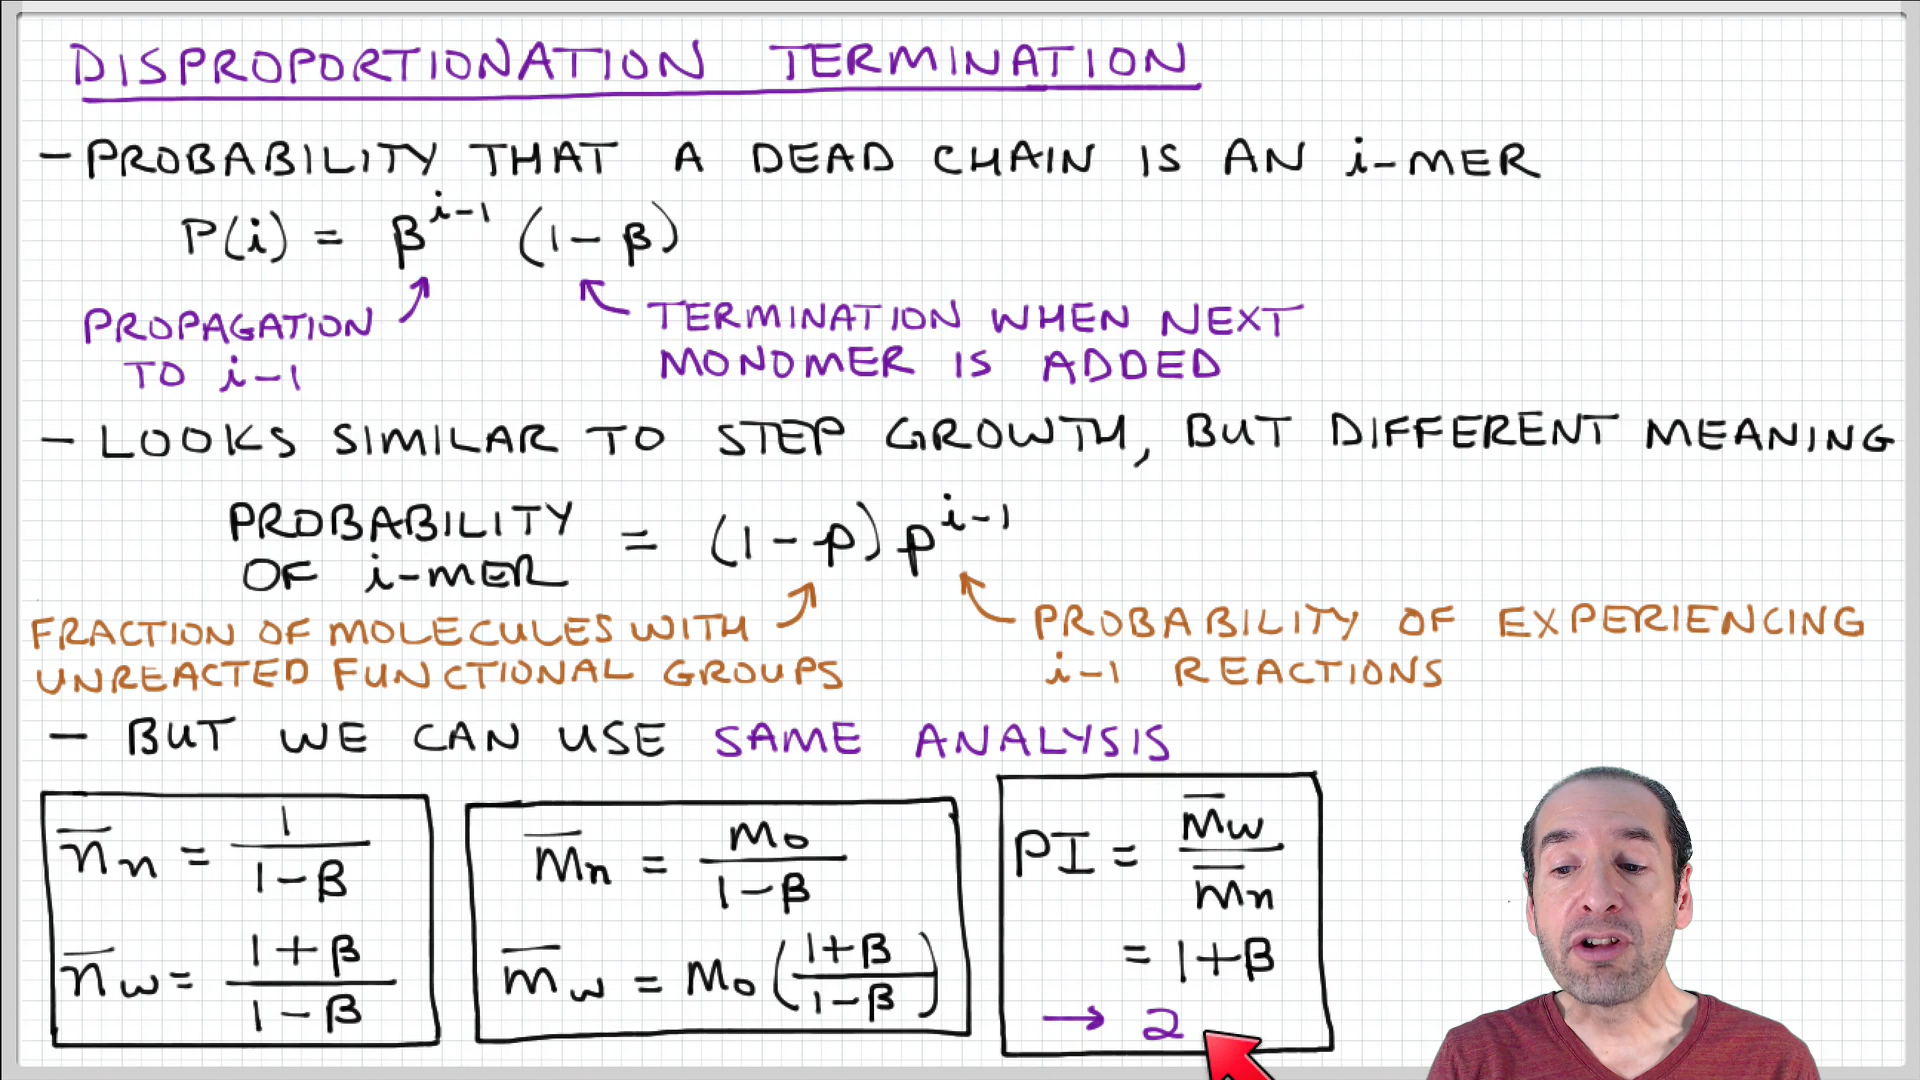 DISPROPORTIONATION TERMINATION
- PROBABILITY THAT A DEAD CHAIN IS AN i-MER
P(i) = β^{i-1} (1-β)
PROPAGATION TO i-1
TERMINATION WHEN NEXT
MONOMER IS ADDED
- LOOKS SIMILAR TO STEP GROWTH, BUT DIFFERENT MEANING
PROBABILITY OF i-MER = (1-p) p^{i-1}
FRACTION OF MOLECULES WITH
UNREACTED FUNCTIONAL GROUPS
PROBABILITY OF EXPERIENCING
i-1 REACTIONS
- BUT WE CAN USE SAME ANALYSIS
n̅n = 1/(1-β)
n̅w = (1+β)/(1-β)
M̅n = M0/(1-β)
M̅w = M0 ((1+β)/(1-β))
PI = M̅w/M̅n
= 1+β
→ 2